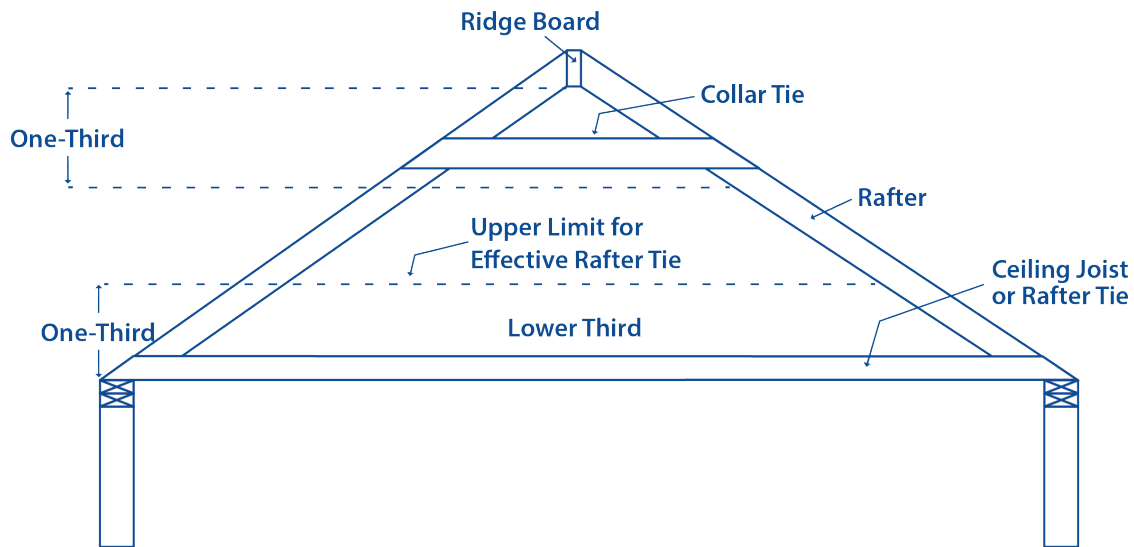 Ridge Board
Collar Tie
One-Third
Rafter
Upper Limit for
Effective Rafter Tie
Ceiling Joist
or Rafter Tie
One-Third
Lower Third